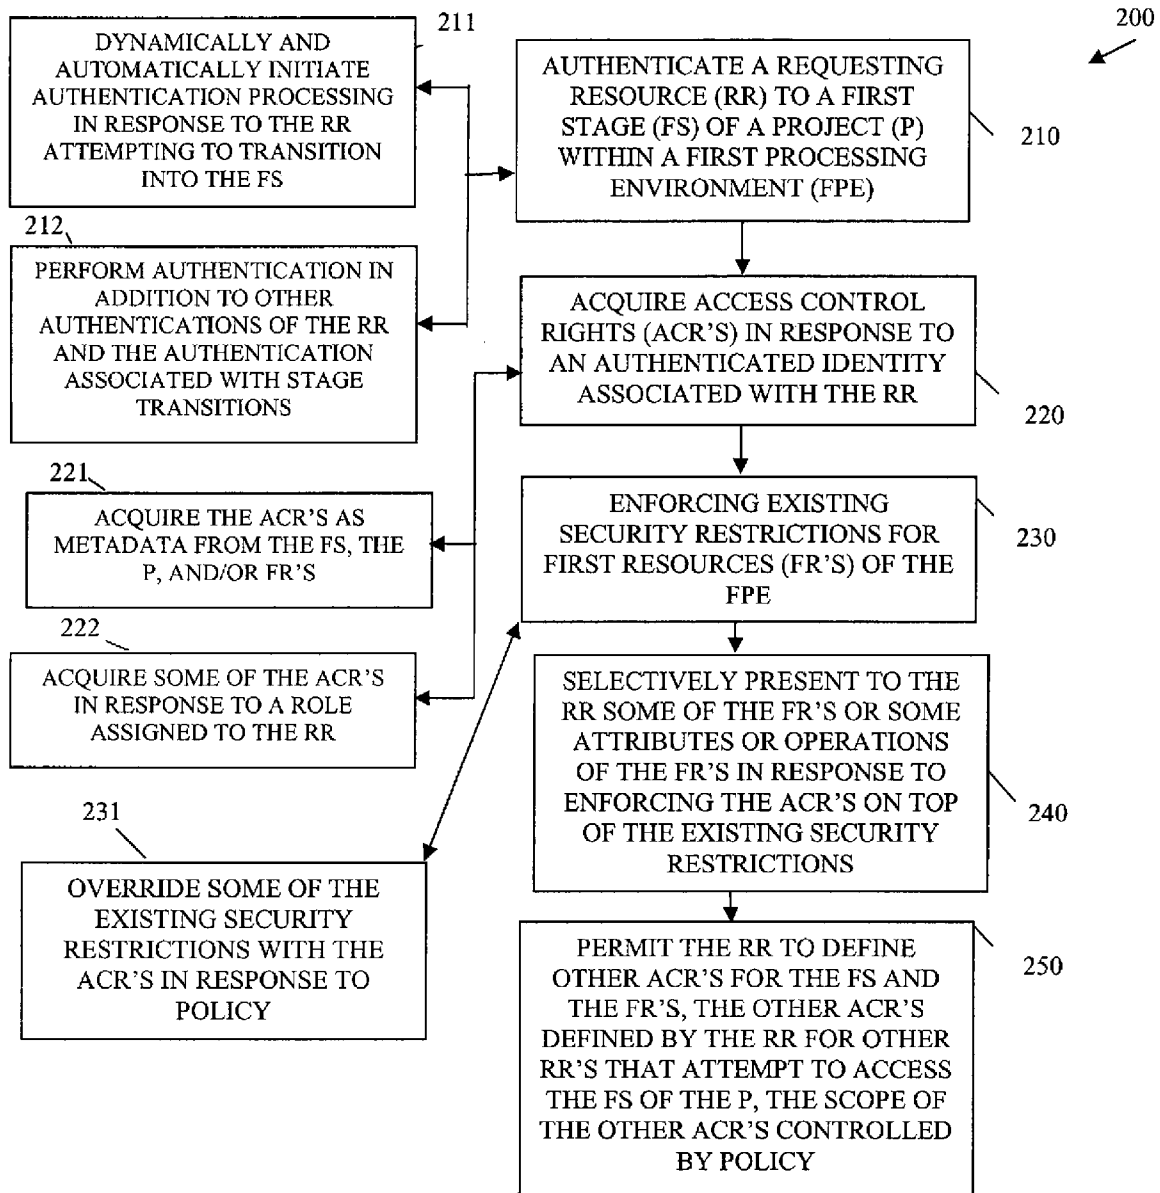 200
211
DYNAMICALLY AND
AUTOMATICALLY INITIATE
AUTHENTICATION PROCESSING
IN RESPONSE TO THE RR
ATTEMPTING TO TRANSITION
INTO THE FS
AUTHENTICATE A REQUESTING
RESOURCE (RR) TO A FIRST
STAGE (FS) OF A PROJECT (P)
WITHIN A FIRST PROCESSING
ENVIRONMENT (FPE)
210
212
PERFORM AUTHENTICATION IN
ADDITION TO OTHER
AUTHENTICATIONS OF THE RR
AND THE AUTHENTICATION
ASSOCIATED WITH STAGE
TRANSITIONS
ACQUIRE ACCESS CONTROL
RIGHTS (ACR'S) IN RESPONSE TO
AN AUTHENTICATED IDENTITY
ASSOCIATED WITH THE RR
220
221
ACQUIRE THE ACR'S AS
METADATA FROM THE FS, THE
P, AND/OR FR'S
ENFORCING EXISTING
SECURITY RESTRICTIONS FOR
FIRST RESOURCES (FR'S) OF THE
FPE
230
222
ACQUIRE SOME OF THE ACR'S
IN RESPONSE TO A ROLE
ASSIGNED TO THE RR
SELECTIVELY PRESENT TO THE
RR SOME OF THE FR'S OR SOME
ATTRIBUTES OR OPERATIONS
OF THE FR'S IN RESPONSE TO
ENFORCING THE ACR'S ON TOP
OF THE EXISTING SECURITY
RESTRICTIONS
240
231
OVERRIDE SOME OF THE
EXISTING SECURITY
RESTRICTIONS WITH THE
ACR'S IN RESPONSE TO
POLICY
PERMIT THE RR TO DEFINE
OTHER ACR'S FOR THE FS AND
THE FR'S, THE OTHER ACR'S
DEFINED BY THE RR FOR OTHER
RR'S THAT ATTEMPT TO ACCESS
THE FS OF THE P, THE SCOPE OF
THE OTHER ACR'S CONTROLLED
BY POLICY
250